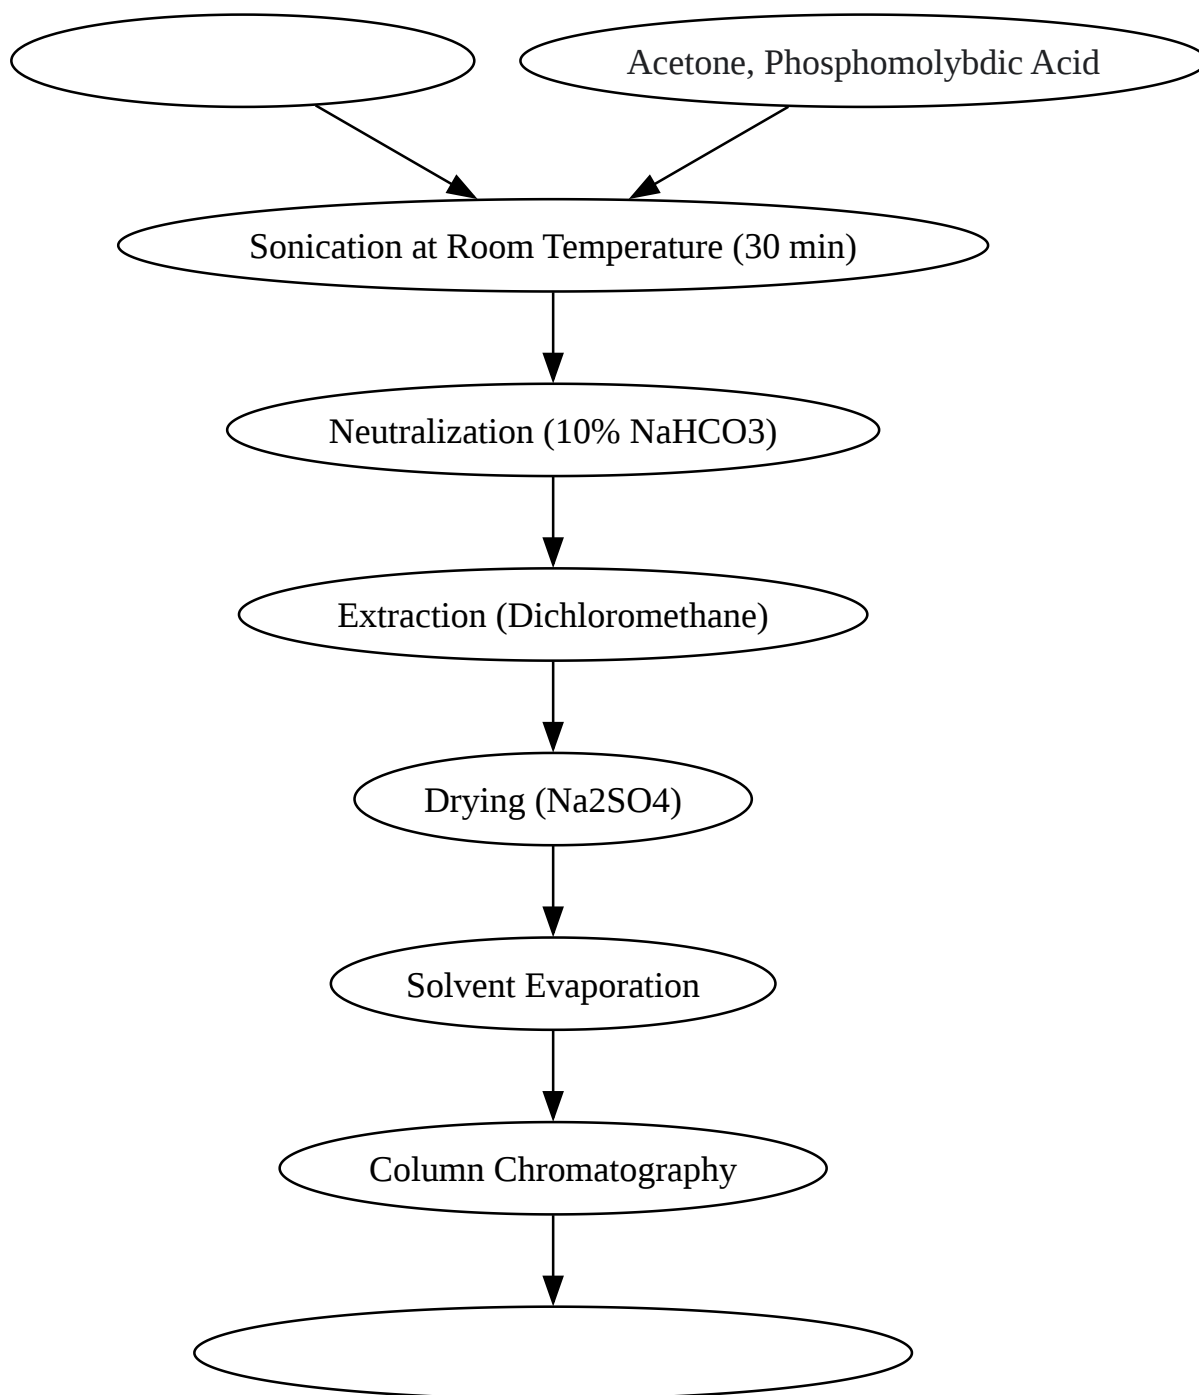 Acetone, Phosphomolybdic Acid
Sonication at Room Temperature (30 min)
Neutralization (10% NaHCO3)
Extraction (Dichloromethane)
Drying (Na2SO4)
Solvent Evaporation
Column Chromatography